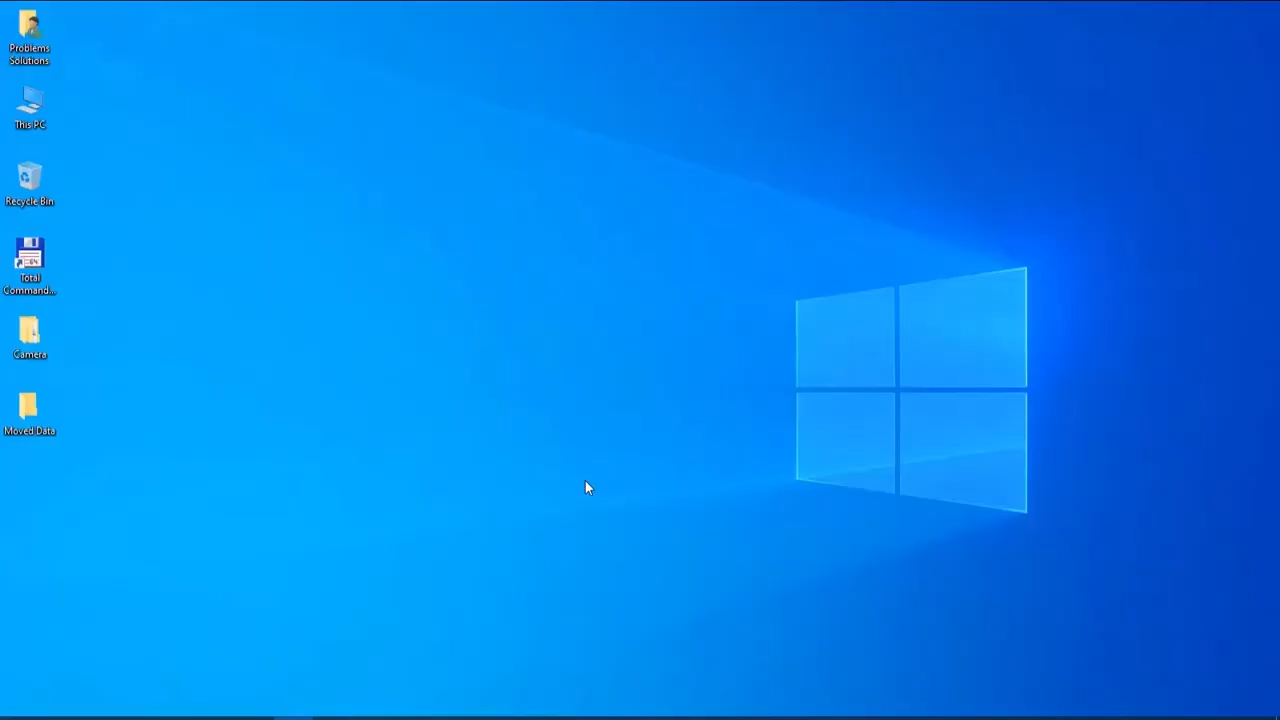 Problems
Solutions
This PC
Recycle Bin
Total
Command...
Camera
Moved Data